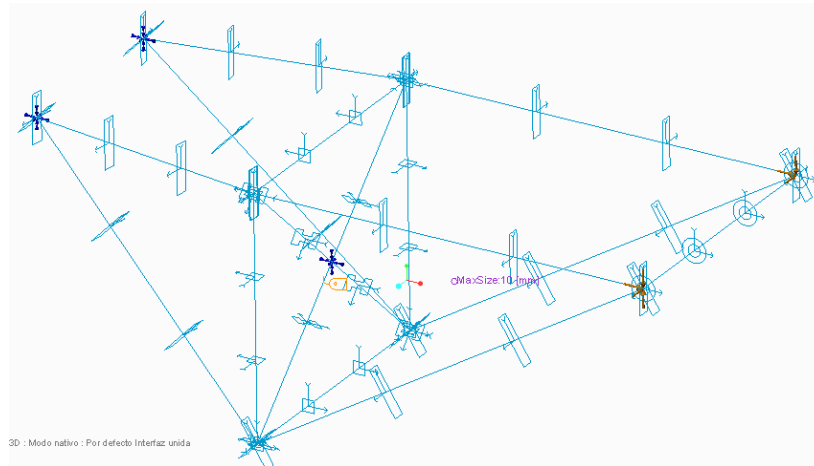 MaxSize:10 (mm)
3D : Modo nativo : Por defecto Interfaz unida